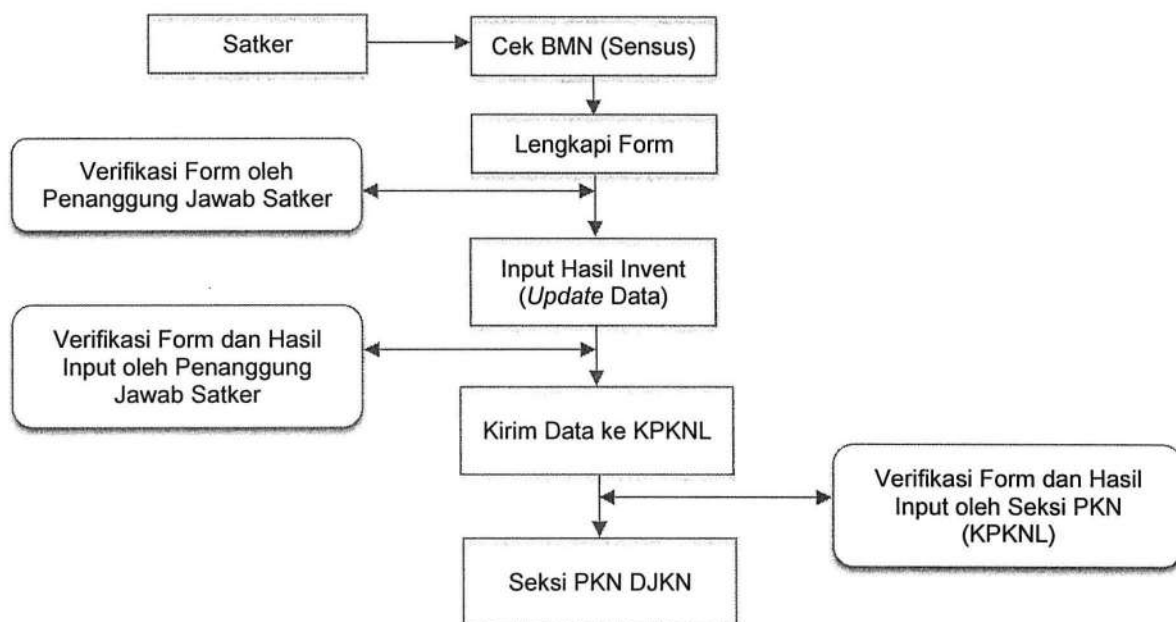 Satker
Cek BMN (Sensus)
Lengkapi Form
Verifikasi Form oleh
Penanggung Jawab Satker
Input Hasil Invent
(Update Data)
Verifikasi Form dan Hasil
Input oleh Penanggung
Jawab Satker
Kirim Data ke KPKNL
Verifikasi Form dan Hasil
Input oleh Seksi PKN
(KPKNL)
Seksi PKN DJKN